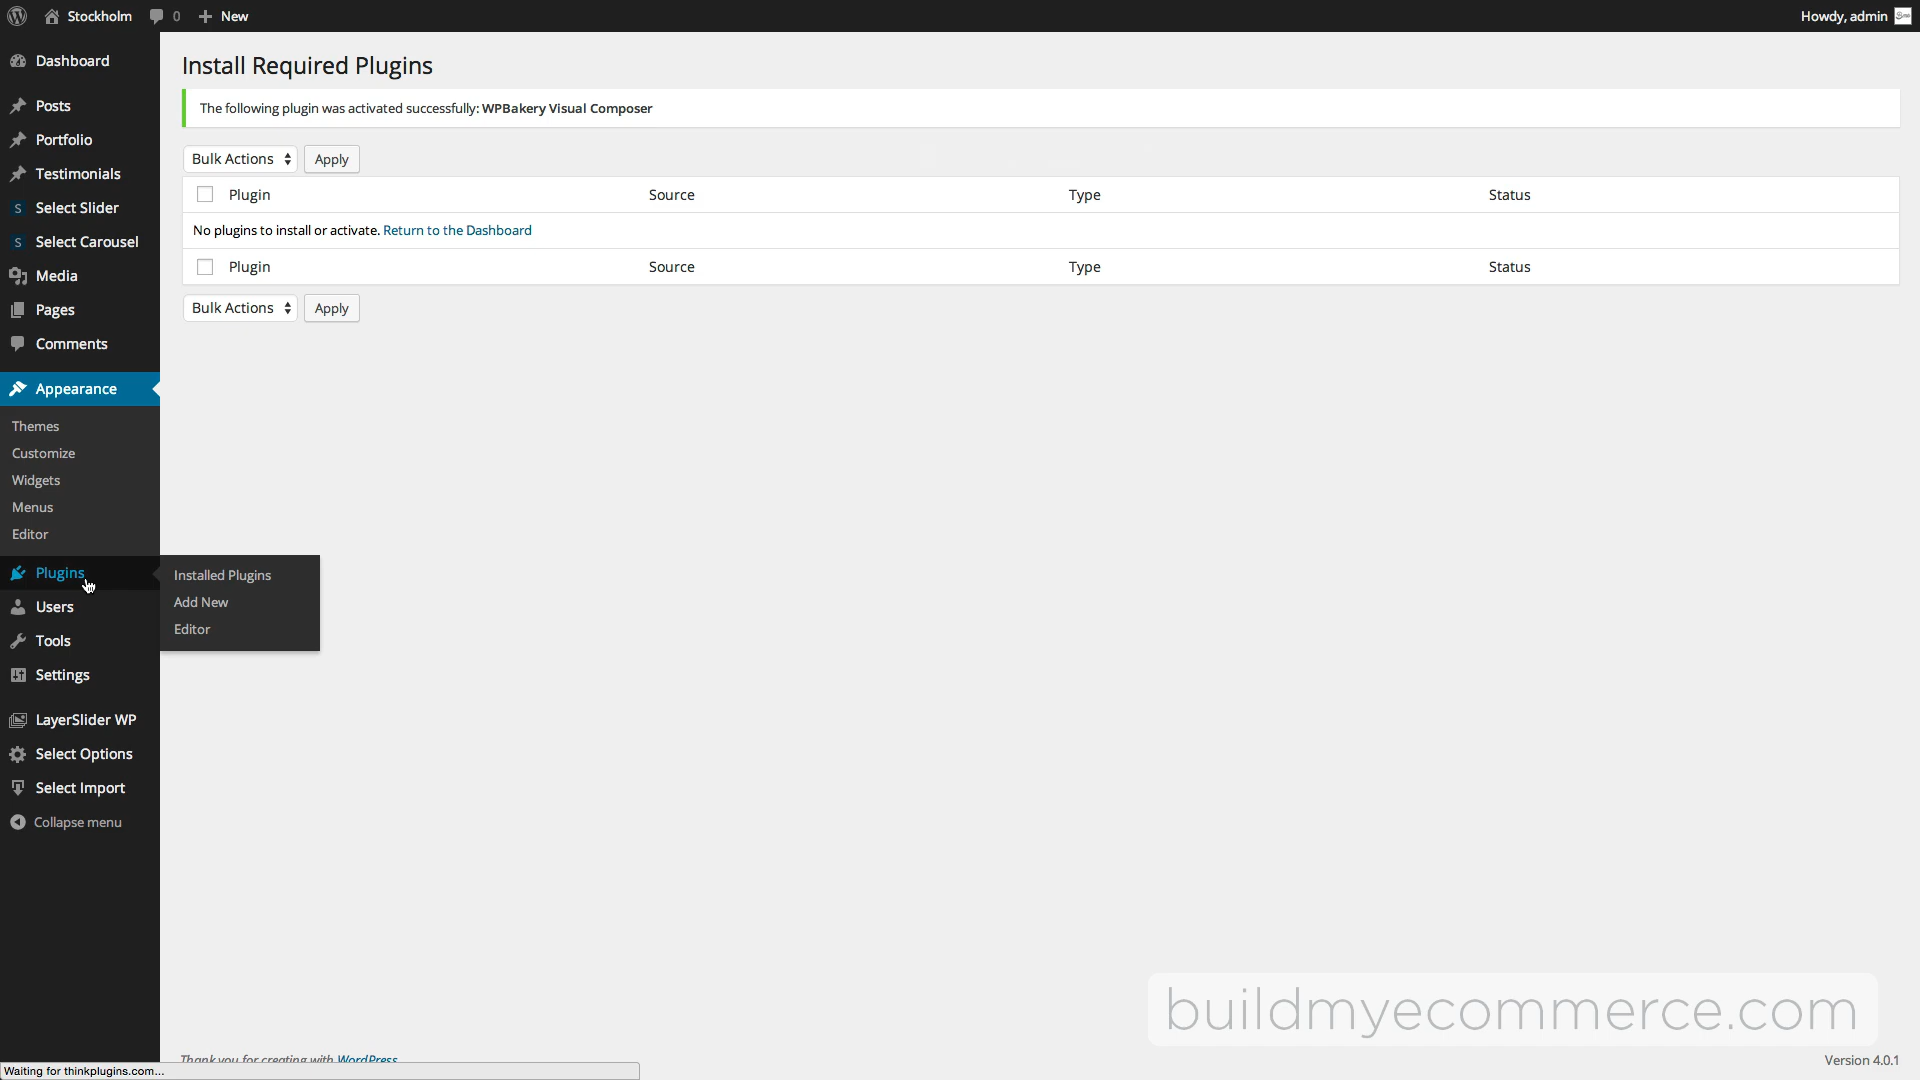 Stockholm 0 New Howdy, admin
Dashboard
Posts
Portfolio
Testimonials
S Select Slider
S Select Carousel
Media
Pages
Comments
Appearance
Themes
Customize
Widgets
Menus
Editor
Plugins
Users
Tools
Settings
LayerSlider WP
Select Options
Select Import
Collapse menu
Installed Plugins
Add New
Editor
Install Required Plugins
The following plugin was activated successfully: WPBakery Visual Composer
Bulk Actions Apply
Plugin Source Type Status
No plugins to install or activate. Return to the Dashboard
Plugin Source Type Status
Bulk Actions Apply
buildmyecommerce.com
Thank you for creating with WordPress
Version 4.0.1
Waiting for thinkplugins.com...